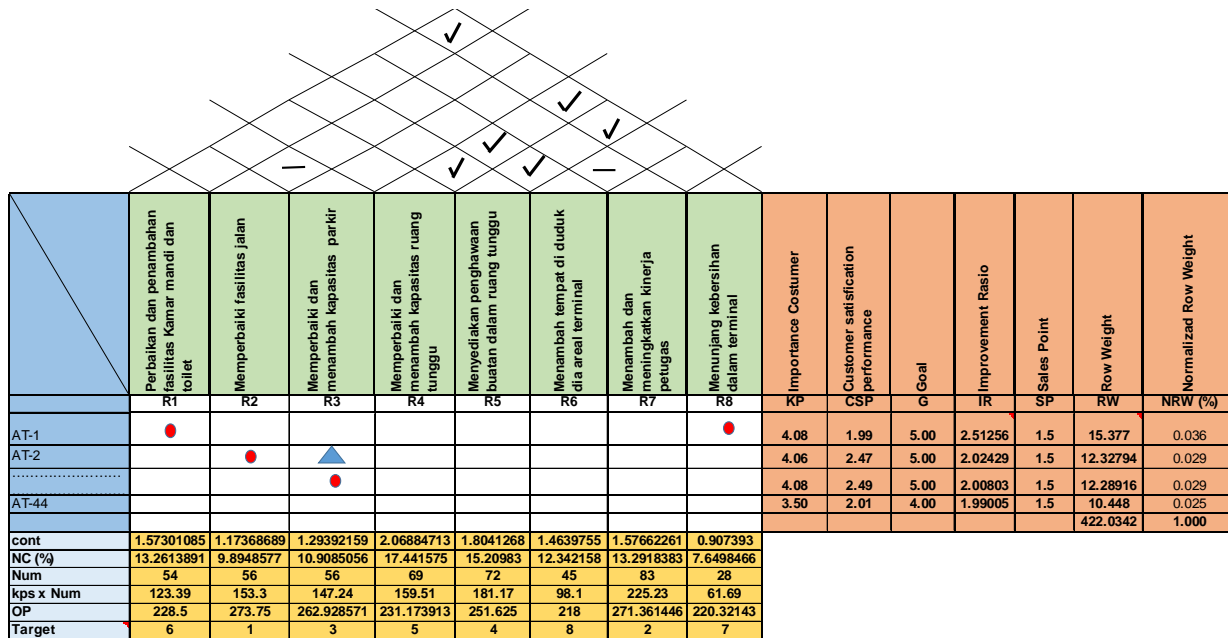 Perbaikan dan penambahan
fasilitas Kamar mandi dan
toilet
Memperbaiki fasilitas jalan
Memperbaiki dan
menambah kapasitas parkir
Memperbaiki dan
menambah kapasitas ruang
tunggu
Menyediakan penghawaan
buatan dalam ruang tunggu
Menambah tempat di duduk
dia areal terminal
Menambah dan
meningkatkan kinerja
petugas
Menunjang kebersihan
dalam terminal
Importance Costumer
Customer satisfication
performance
Goal
Improvement Rasio
Sales Point
Row Weight
Normalizad Row Weight
R1 R2 R3 R4 R5 R6 R7 R8 KP CSP G IR SP RW NRW (%)
AT-1 4.08 1.99 5.00 2.51256 1.5 15.377 0.036
AT-2 4.06 2.47 5.00 2.02429 1.5 12.32794 0.029
........................ 4.08 2.49 5.00 2.00803 1.5 12.28916 0.029
AT-44 3.50 2.01 4.00 1.99005 1.5 10.448 0.025
422.0342 1.000
cont 1.57301085 1.17368689 1.29392159 2.06884713 1.8041268 1.4639755 1.57662261 0.907393
NC (%) 13.2613891 9.8948577 10.9085056 17.441575 15.20983 12.342158 13.2918383 7.6498466
Num 54 56 56 69 72 45 83 28
kps x Num 123.39 153.3 147.24 159.51 181.17 98.1 225.23 61.69
OP 228.5 273.75 262.928571 231.173913 251.625 218 271.361446 220.32143
Target 6 1 3 5 4 8 2 7